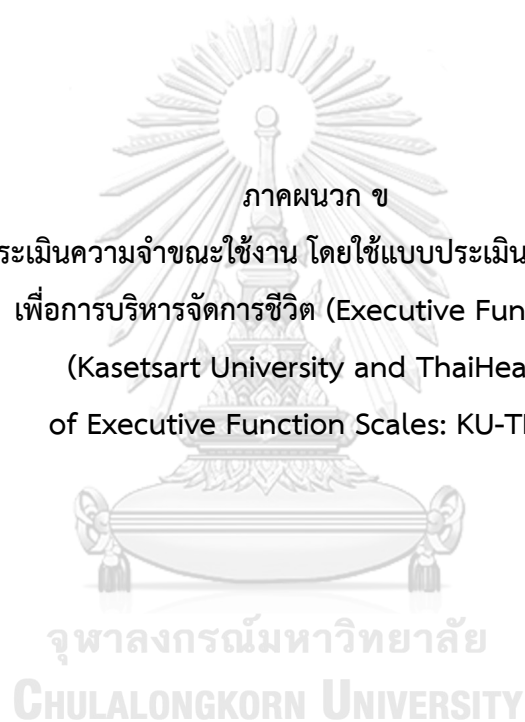 ภาคผนวก ข
ระเมินความจำขณะใช้งาน โดยใช้แบบประเมิน
เพื่อการบริหารจัดการชีวิต (Executive Fun
(Kasetsart University and ThaiHea
of Executive Function Scales: KU-T
จุฬาลงกรณ์มหาวิทยาลัย
CHULALONGKORN UNIVERSITY